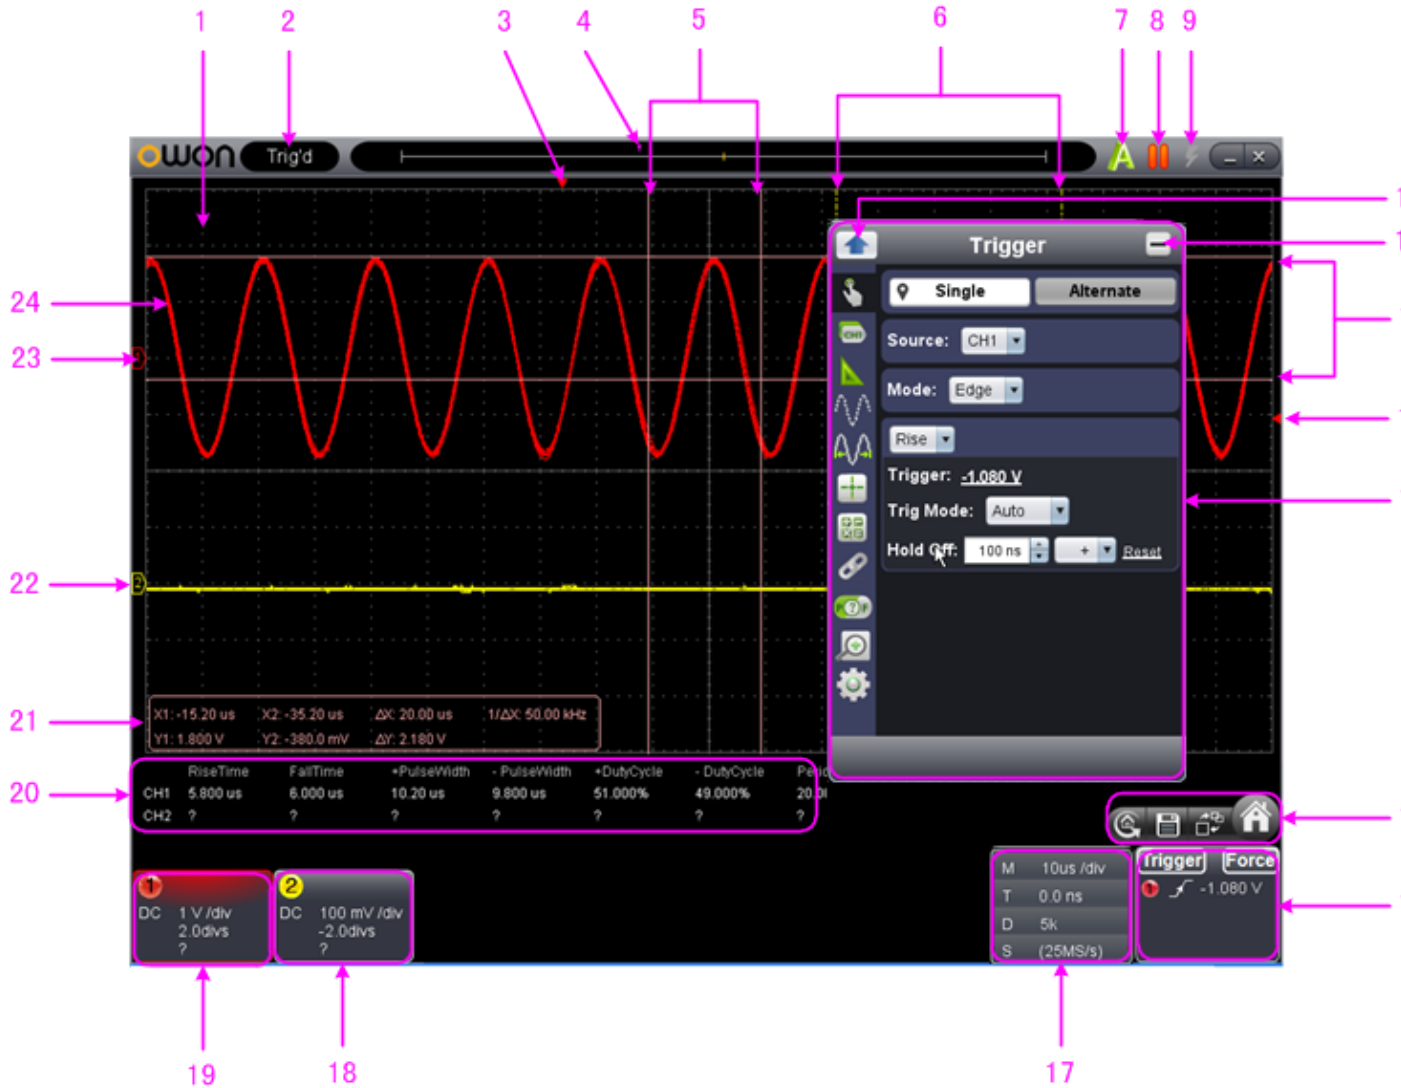 1 2 3 4 5 6 7 8 9
owon Trig'd
Trigger
Single Alternate
CH1
Source: CH1
Mode: Edge
Rise
Trigger: -1.080 V
Trig Mode: Auto
Hold Off: 100 ns + Reset
24
23
22 2
21
X1:-15.20 us X2:-35.20 us ΔX: 20.00 us 1/ΔX: 50.00 kHz
Y1: 1.800 V Y2: -380.0 mV ΔY: 2.180 V
20
RiseTime FallTime +PulseWidth - PulseWidth +DutyCycle - DutyCycle
CH1 5.800 us 6.000 us 10.20 us 9.800 us 51.000% 49.000%
CH2 ? ? ? ? ? ?
1
DC 1 V /div
2.0divs
?
2
DC 100 mV /div
-2.0divs
?
M 10us /div
T 0.0 ns
D 5k
S (25MS/s)
Trigger Force
1 -1.080 V
19 18 17